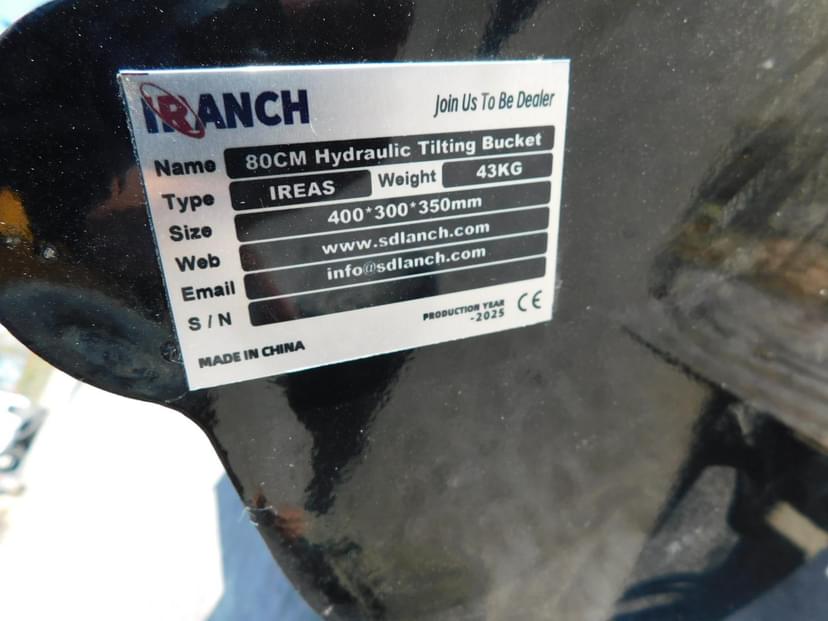 IRANCH Join Us To Be Dealer
Name 80CM Hydraulic Tilting Bucket
Type IREAS Weight 43KG
Size 400*300*350mm
Web www.sdlanch.com
Email info@sdlanch.com
S / N
PRODUCTION YEAR CE
-2025
MADE IN CHINA